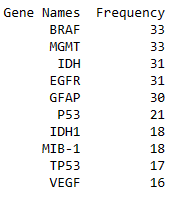 Gene Names Frequency
BRAF 33
MGMT 33
IDH 31
EGFR 31
GFAP 30
P53 21
IDH1 18
MIB-1 18
TP53 17
VEGF 16